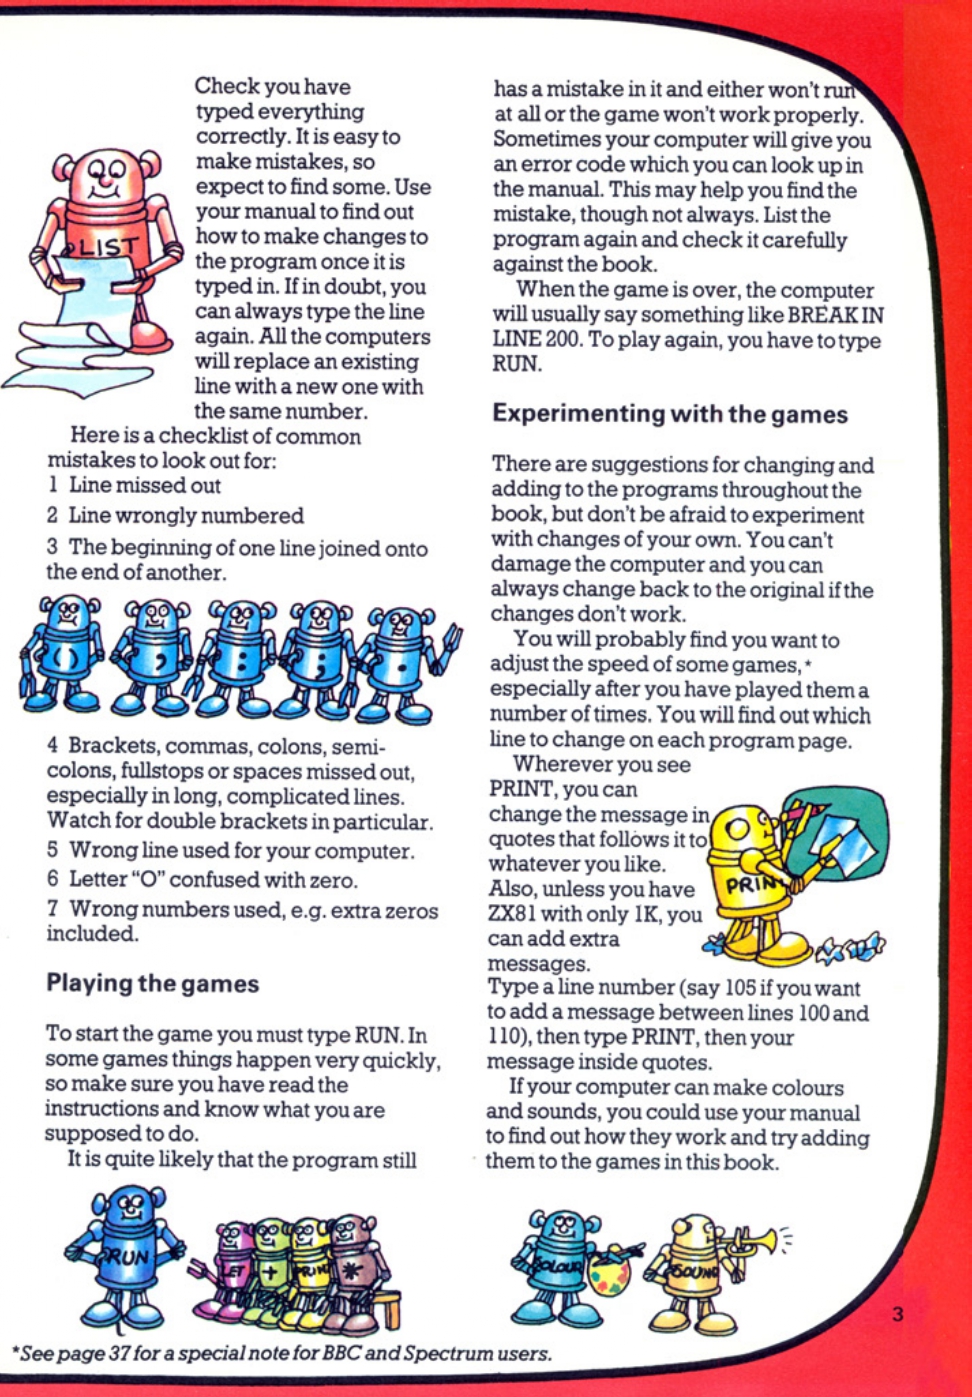 Check you have
typed everything
correctly. It is easy to
make mistakes, so
expect to find some. Use
your manual to find out
how to make changes to
the program once it is
typed in. If in doubt, you
can always type the line
again. All the computers
will replace an existing
line with a new one with
the same number.
Here is a checklist of common
mistakes to look out for:
1 Line missed out
2 Line wrongly numbered
3 The beginning of one line joined onto
the end of another.
LIST
( ) , : ; .
4 Brackets, commas, colons, semi-
colons, fullstops or spaces missed out,
especially in long, complicated lines.
Watch for double brackets in particular.
5 Wrong line used for your computer.
6 Letter "O" confused with zero.
7 Wrong numbers used, e.g. extra zeros
included.
Playing the games
To start the game you must type RUN. In
some games things happen very quickly,
so make sure you have read the
instructions and know what you are
supposed to do.
It is quite likely that the program still
RUN
LET + PRINT *
has a mistake in it and either won't run
at all or the game won't work properly.
Sometimes your computer will give you
an error code which you can look up in
the manual. This may help you find the
mistake, though not always. List the
program again and check it carefully
against the book.
When the game is over, the computer
will usually say something like BREAK IN
LINE 200. To play again, you have to type
RUN.
Experimenting with the games
There are suggestions for changing and
adding to the programs throughout the
book, but don't be afraid to experiment
with changes of your own. You can't
damage the computer and you can
always change back to the original if the
changes don't work.
You will probably find you want to
adjust the speed of some games,*
especially after you have played them a
number of times. You will find out which
line to change on each program page.
Wherever you see
PRINT, you can
change the message in
quotes that follows it to
whatever you like.
Also, unless you have
ZX81 with only 1K, you
can add extra
messages.
Type a line number (say 105 if you want
to add a message between lines 100 and
110), then type PRINT, then your
message inside quotes.
If your computer can make colours
and sounds, you could use your manual
to find out how they work and try adding
them to the games in this book.
PRINT
COLOUR
SOUND
3
*See page 37 for a special note for BBC and Spectrum users.